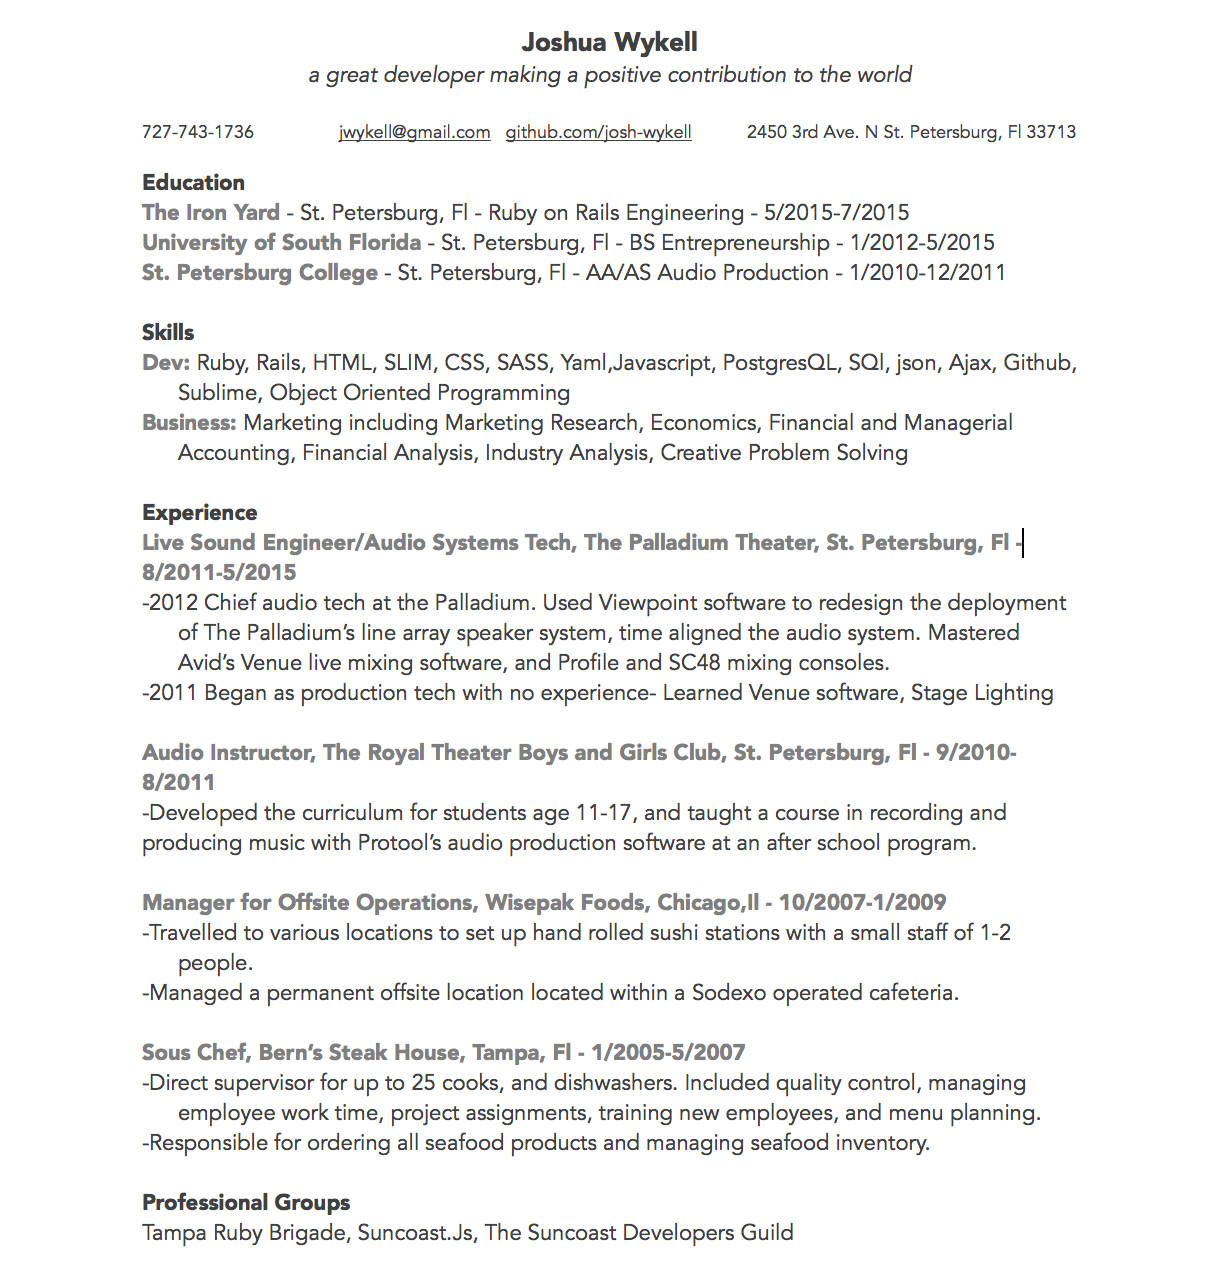 Joshua Wykell
a great developer making a positive contribution to the world
727-743-1736 jwykell@gmail.com github.com/josh-wykell 2450 3rd Ave. N St. Petersburg, Fl 33713
Education
The Iron Yard - St. Petersburg, Fl - Ruby on Rails Engineering - 5/2015-7/2015
University of South Florida - St. Petersburg, Fl - BS Entrepreneurship - 1/2012-5/2015
St. Petersburg College - St. Petersburg, Fl - AA/AS Audio Production - 1/2010-12/2011
Skills
Dev: Ruby, Rails, HTML, SLIM, CSS, SASS, Yaml,Javascript, PostgresQL, SQl, json, Ajax, Github,
Sublime, Object Oriented Programming
Business: Marketing including Marketing Research, Economics, Financial and Managerial
Accounting, Financial Analysis, Industry Analysis, Creative Problem Solving
Experience
Live Sound Engineer/Audio Systems Tech, The Palladium Theater, St. Petersburg, Fl -
8/2011-5/2015
-2012 Chief audio tech at the Palladium. Used Viewpoint software to redesign the deployment
of The Palladium’s line array speaker system, time aligned the audio system. Mastered
Avid’s Venue live mixing software, and Profile and SC48 mixing consoles.
-2011 Began as production tech with no experience- Learned Venue software, Stage Lighting
Audio Instructor, The Royal Theater Boys and Girls Club, St. Petersburg, Fl - 9/2010-
8/2011
-Developed the curriculum for students age 11-17, and taught a course in recording and
producing music with Protool’s audio production software at an after school program.
Manager for Offsite Operations, Wisepak Foods, Chicago,Il - 10/2007-1/2009
-Travelled to various locations to set up hand rolled sushi stations with a small staff of 1-2
people.
-Managed a permanent offsite location located within a Sodexo operated cafeteria.
Sous Chef, Bern’s Steak House, Tampa, Fl - 1/2005-5/2007
-Direct supervisor for up to 25 cooks, and dishwashers. Included quality control, managing
employee work time, project assignments, training new employees, and menu planning.
-Responsible for ordering all seafood products and managing seafood inventory.
Professional Groups
Tampa Ruby Brigade, Suncoast.Js, The Suncoast Developers Guild